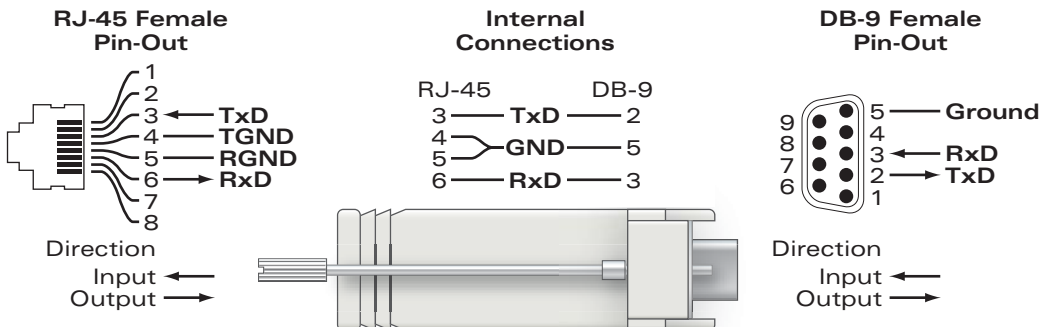 RJ-45 Female
Pin-Out
1
2
3 TxD
4 TGND
5 RGND
6 RxD
7
8
Direction
Input
Output
Internal
Connections
RJ-45 DB-9
3 TxD 2
4
5 GND 5
6 RxD 3
DB-9 Female
Pin-Out
5 Ground
9
4
8
3 RxD
7
2 TxD
6
1
Direction
Input
Output